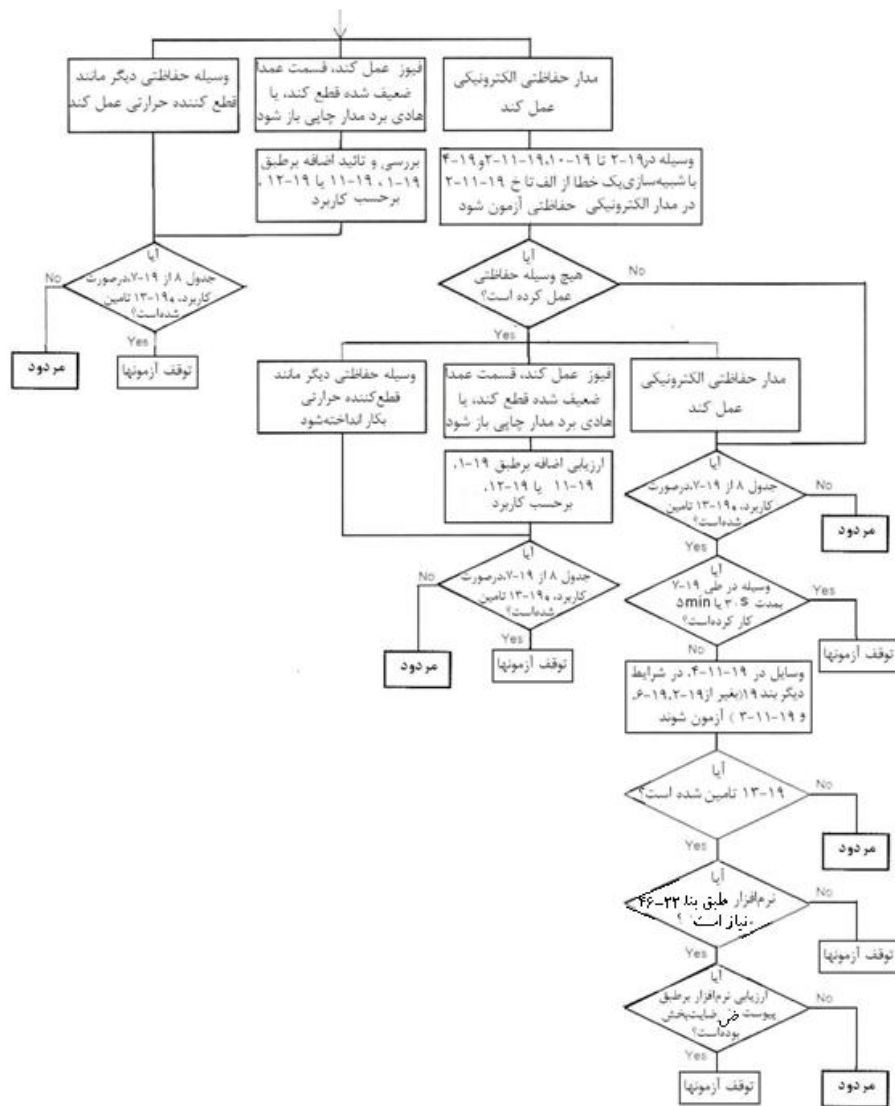 مدار حفاظتی الکترونیکی
عمل کند
فیوز عمل کند، قسمت عمدا
ضعیف شده قطع کند، یا
هادی برد مدار چاپی باز شود
وسیله حفاظتی دیگر مانند
قطع کننده حرارتی عمل کند
وسیله در۱۹-۲ تا ۱۹-۱۰، ۱۹-۱۱-۲و۱۹-۴
با شبیه‌سازی‌یک خطا از الف تا خ ۱۹-۱۱-۲
در مدار الکترونیکی حفاظتی آزمون شود
بررسی و تائید اضافه برطبق
۱۹-۱، ۱۹-۱۱ یا ۱۹-۱۲،
برحسب کاربرد
آیا
هیچ وسیله حفاظتی
عمل کرده است؟
No
Yes
آیا
جدول ۸ از ۱۹-۷،درصورت
کاربرد، و۱۹-۱۳ تامین
شده‌است؟
No
Yes
مردود
توقف آزمونها
مدار حفاظتی الکترونیکی
عمل کند
فیوز عمل کند، قسمت عمدا
ضعیف شده قطع کند، یا
هادی برد مدار چاپی باز شود
وسیله حفاظتی دیگر مانند
قطع‌کننده حرارتی
بکار انداخته‌شود
ارزیابی اضافه برطبق ۱۹-۱،
۱۹-۱۱ یا ۱۹-۱۲،
برحسب کاربرد
آیا
جدول ۸ از ۱۹-۷،درصورت
کاربرد، و۱۹-۱۳ تامین
شده‌است؟
No
Yes
مردود
آیا
جدول ۸ از ۱۹-۷،درصورت
کاربرد، و۱۹-۱۳ تامین
شده‌است؟
No
Yes
مردود
توقف آزمونها
آیا
وسیله در طی ۱۹-۷
بمدت ۳۰s یا ۵min
کار کرده‌است؟
Yes
No
توقف آزمونها
وسایل در ۱۹-۱۱-۴، در شرایط
دیگر بند ۱۹(بغیر از۱۹-۲، ۱۹-۶،
و ۱۹-۱۱-۳ ) آزمون شوند
آیا
۱۹-۱۳ تامین شده است؟
No
Yes
مردود
آیا
نرم‌افزار طبق بند ۲۲-۴۶
نیاز است ؟
No
Yes
توقف آزمونها
آیا
ارزیابی نرم‌افزار برطبق
پیوست
بوده‌است؟
No
Yes
مردود
توقف آزمونها